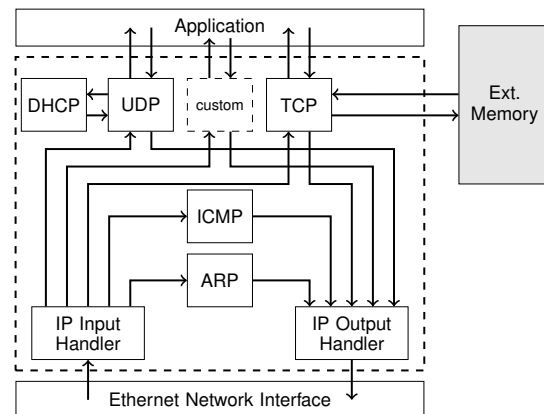 Application
DHCP
UDP
custom
TCP
Ext.
Memory
ICMP
ARP
IP Input
Handler
IP Output
Handler
Ethernet Network Interface